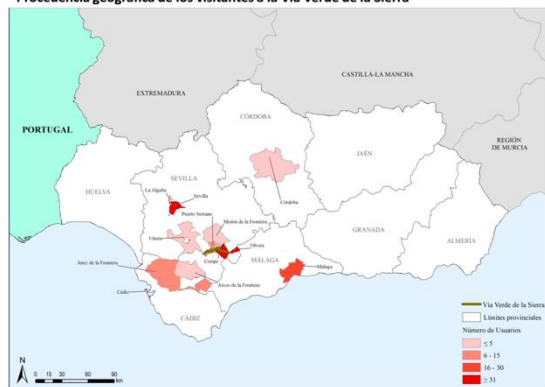 Procedencia geográfica de los visitantes a la Vía Verde de la Sierra
CASTILLA-LA MANCHA
EXTREMADURA
CÓRDOBA
PORTUGAL
JAÉN
REGIÓN
DE MURCIA
SEVILLA
HUELVA
La Algaba
Sevilla
Puerto Serrano
Morón de la Frontera
Córdoba
Utrera
Olvera
Coripe
GRANADA
ALMERÍA
MÁLAGA
Jerez de la Frontera
Málaga
Arcos de la Frontera
Cádiz
CÁDIZ
Vía Verde de la Sierra
Límites provinciales
Número de Usuarios
≤ 5
6 - 15
16 - 30
≥ 31
N
0 15 30 60 90
km